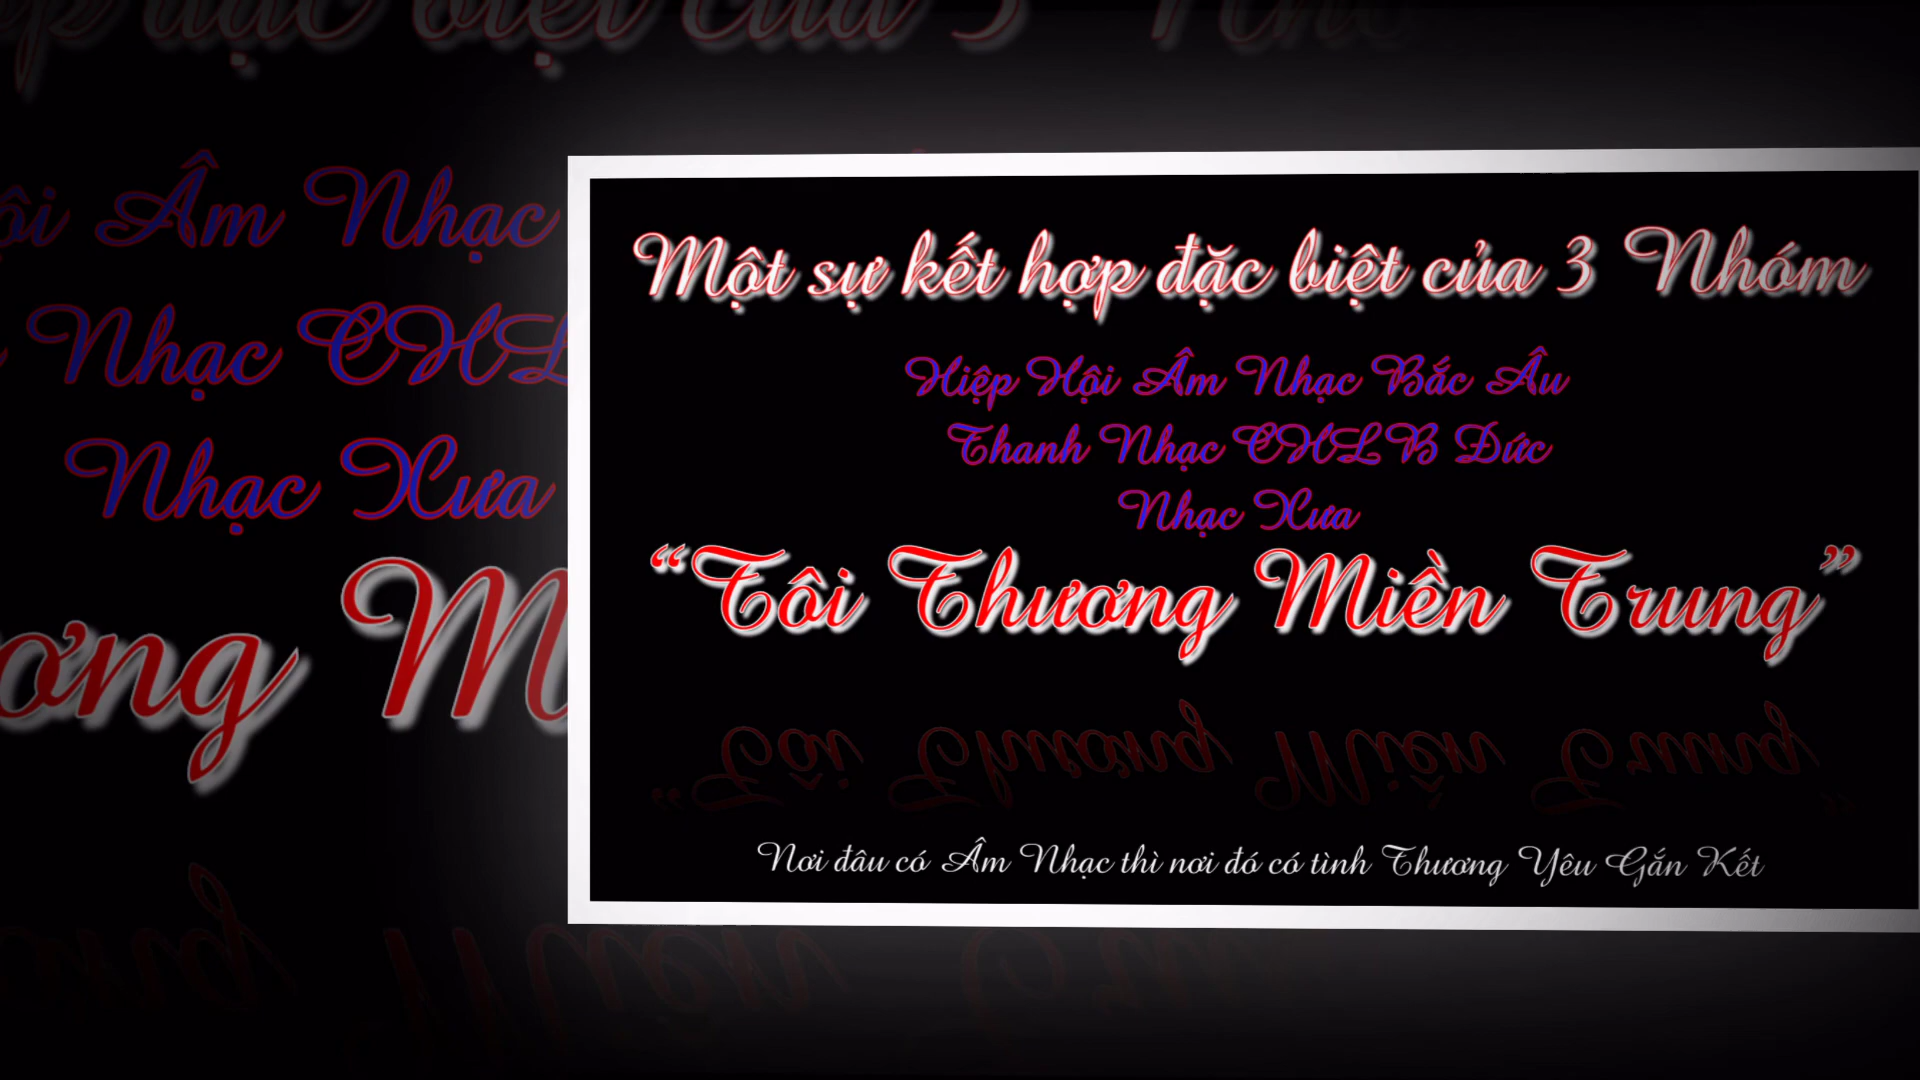 Một sự kết hợp đặc biệt của 3 Nhóm
Hiệp Hội Âm Nhạc Bắc Âu
Thanh Nhạc CHLB Đức
Nhạc Xưa
“Tôi Thương Miền Trung”
Nơi đâu có Âm Nhạc thì nơi đó có tình Thương Yêu Gắn Kết